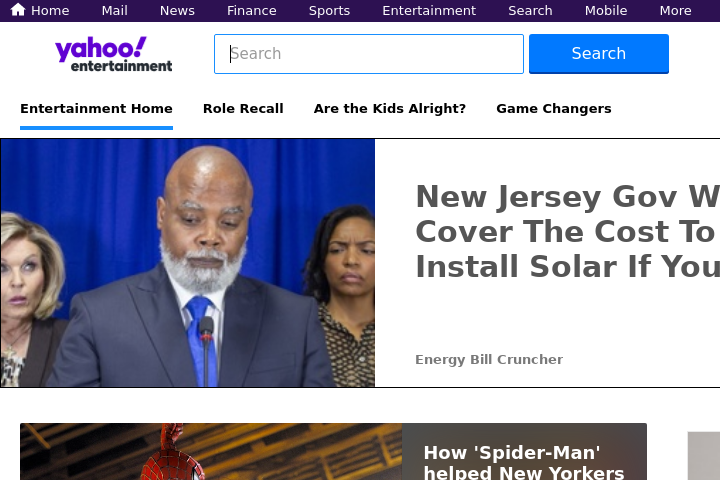 Home Mail News Finance Sports Entertainment Search Mobile More
yahoo!
entertainment
Search
Search
Entertainment Home Role Recall Are the Kids Alright? Game Changers
New Jersey Gov W
Cover The Cost To
Install Solar If You
Energy Bill Cruncher
How 'Spider-Man'
helped New Yorkers